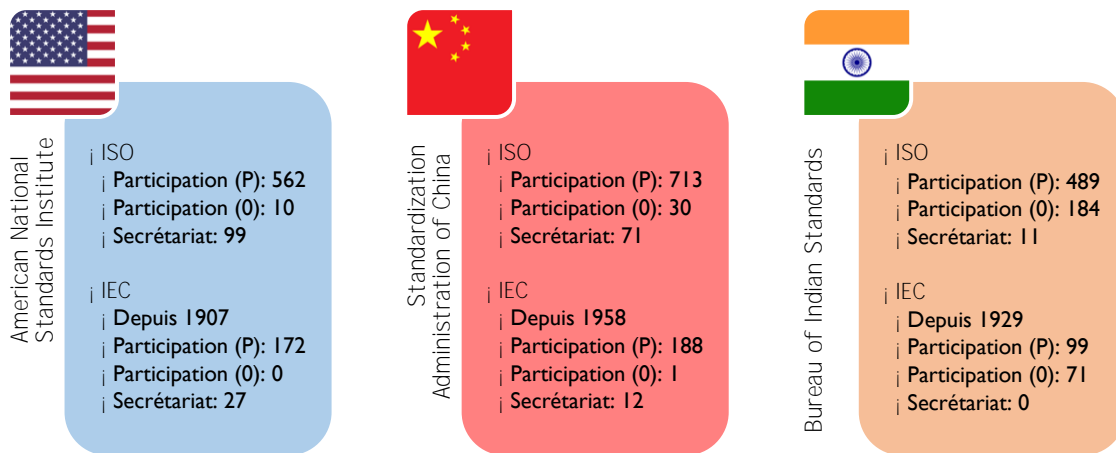 American National
Standards Institute
¡ ISO
¡ Participation (P): 562
¡ Participation (0): 10
¡ Secrétariat: 99
¡ IEC
¡ Depuis 1907
¡ Participation (P): 172
¡ Participation (0): 0
¡ Secrétariat: 27
Standardization
Administration of China
¡ ISO
¡ Participation (P): 713
¡ Participation (0): 30
¡ Secrétariat: 71
¡ IEC
¡ Depuis 1958
¡ Participation (P): 188
¡ Participation (0): 1
¡ Secrétariat: 12
Bureau of Indian Standards
¡ ISO
¡ Participation (P): 489
¡ Participation (0): 184
¡ Secrétariat: 11
¡ IEC
¡ Depuis 1929
¡ Participation (P): 99
¡ Participation (0): 71
¡ Secrétariat: 0